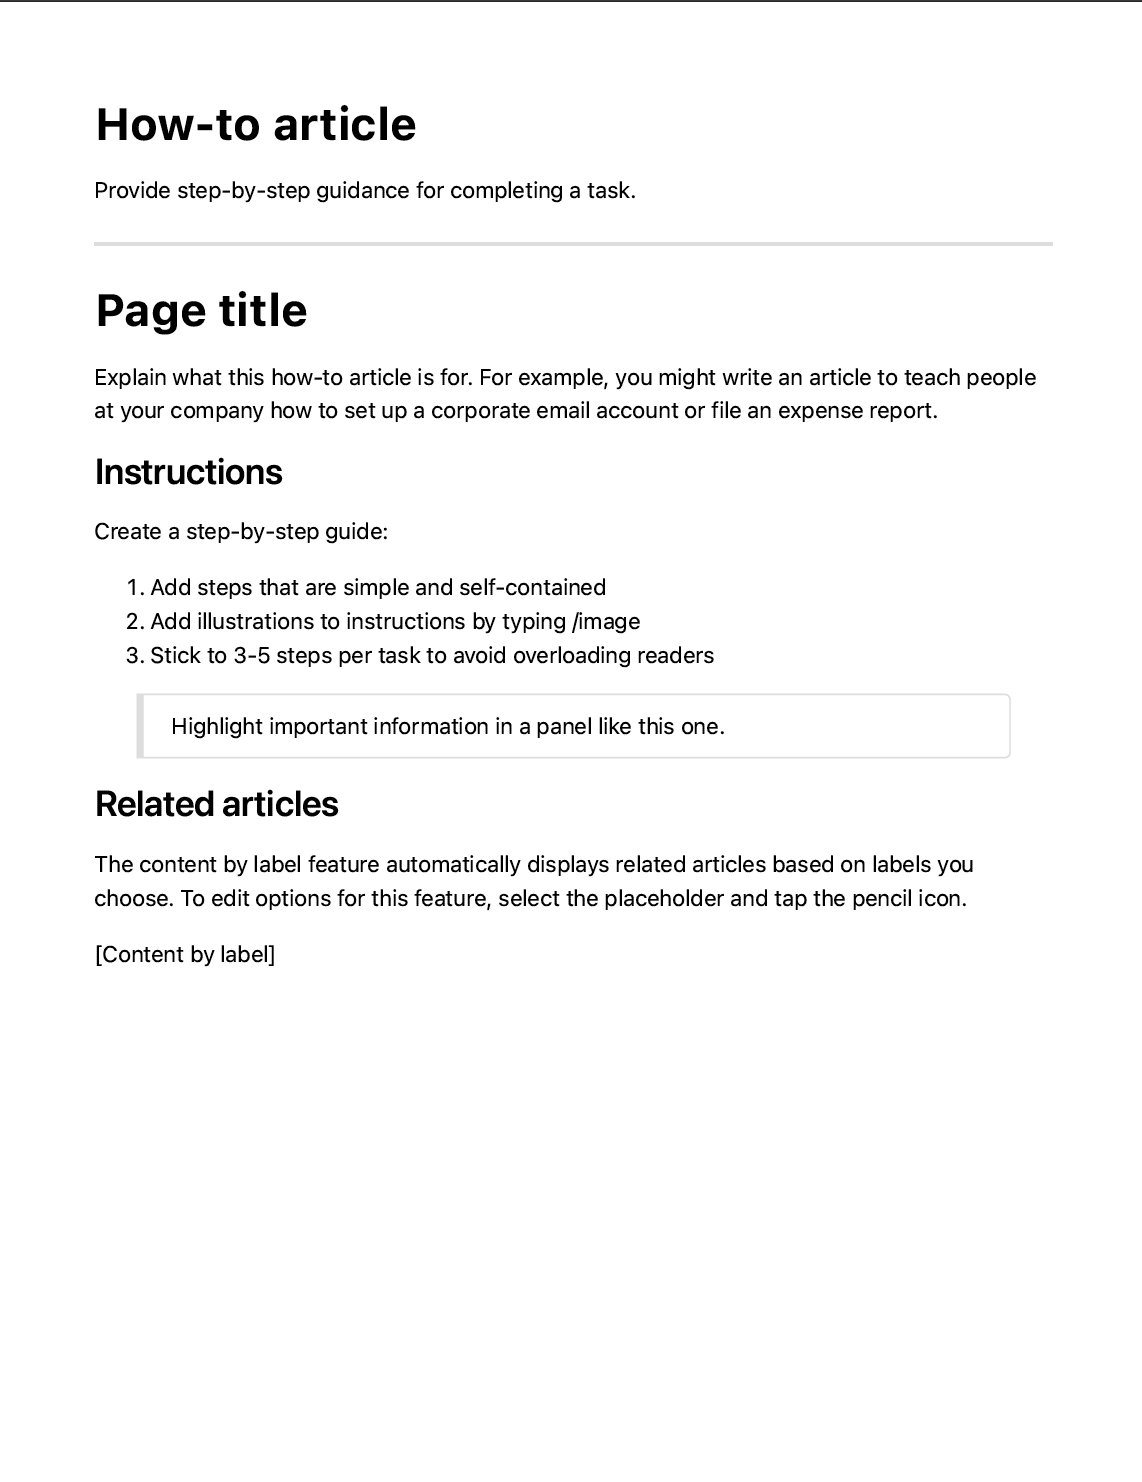 How-to article
Provide step-by-step guidance for completing a task.
Page title
Explain what this how-to article is for. For example, you might write an article to teach people
at your company how to set up a corporate email account or file an expense report.
Instructions
Create a step-by-step guide:
1. Add steps that are simple and self-contained
2. Add illustrations to instructions by typing /image
3. Stick to 3-5 steps per task to avoid overloading readers
Highlight important information in a panel like this one.
Related articles
The content by label feature automatically displays related articles based on labels you
choose. To edit options for this feature, select the placeholder and tap the pencil icon.
[Content by label]